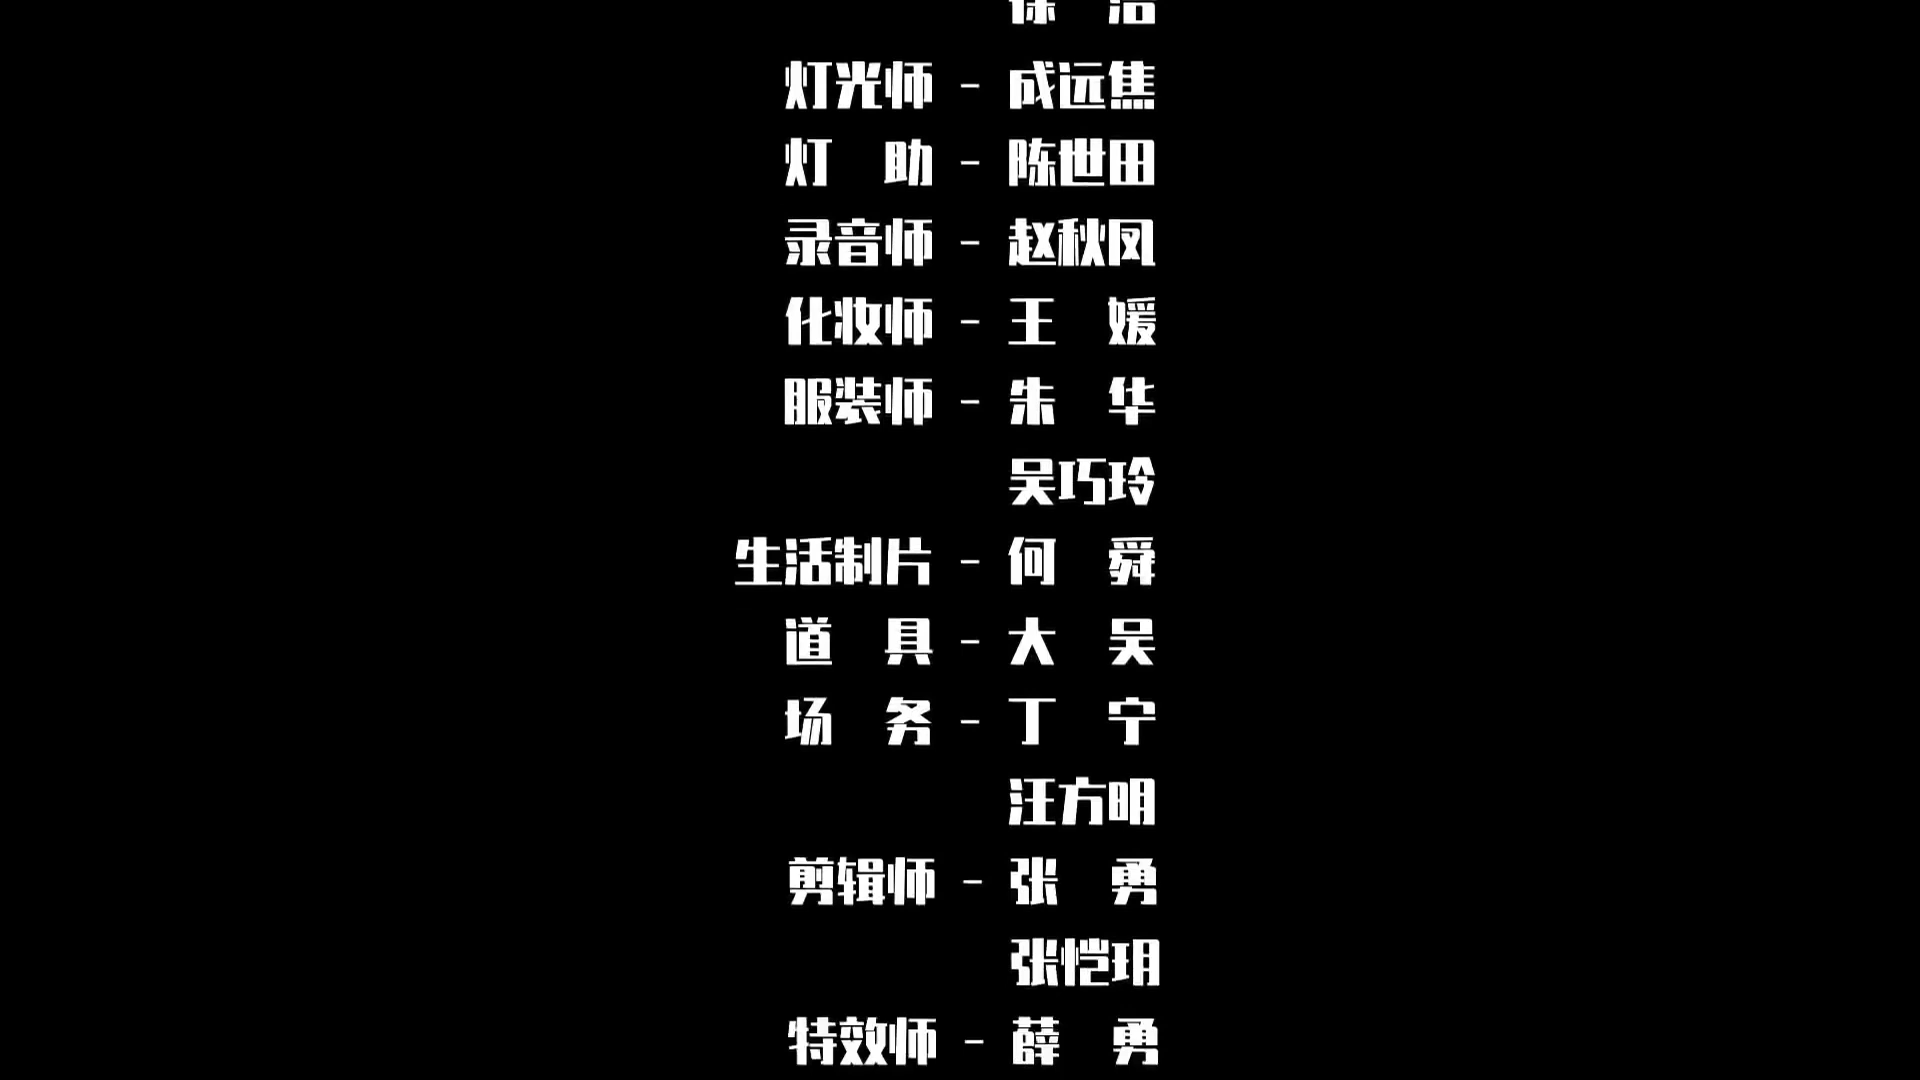 灯光师 - 成远焦
灯 助 - 陈世田
录音师 - 赵秋凤
化妆师 - 王 媛
服装师 - 朱 华
吴巧玲
生活制片 - 何 舜
道 具 - 大 吴
场 务 - 丁 宁
汪方明
剪辑师 - 张 勇
张恺玥
特效师 - 薛 勇